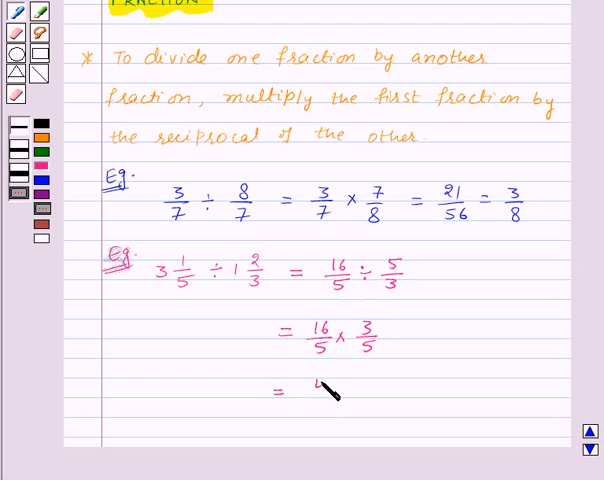 FRACTION
* To divide one fraction by another
fraction, multiply the first fraction by
the reciprocal of the other.
Eg.
3/7 ÷ 8/7 = 3/7 × 7/8 = 21/56 = 3/8
Eg.
3 1/5 ÷ 1 2/3 = 16/5 ÷ 5/3
= 16/5 × 3/5
= 4